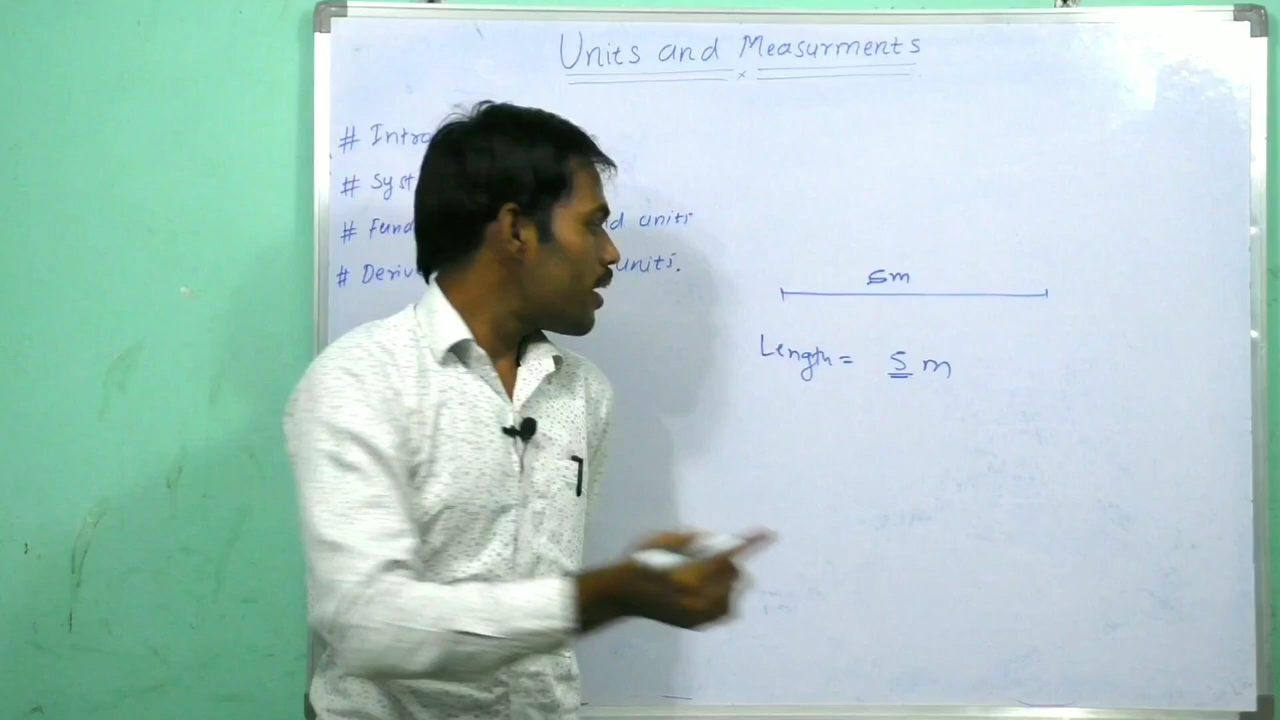 Units and Measurments
# Intro
# Syst
# Fund d units
# Deriv units.
5m
Length = 5 m